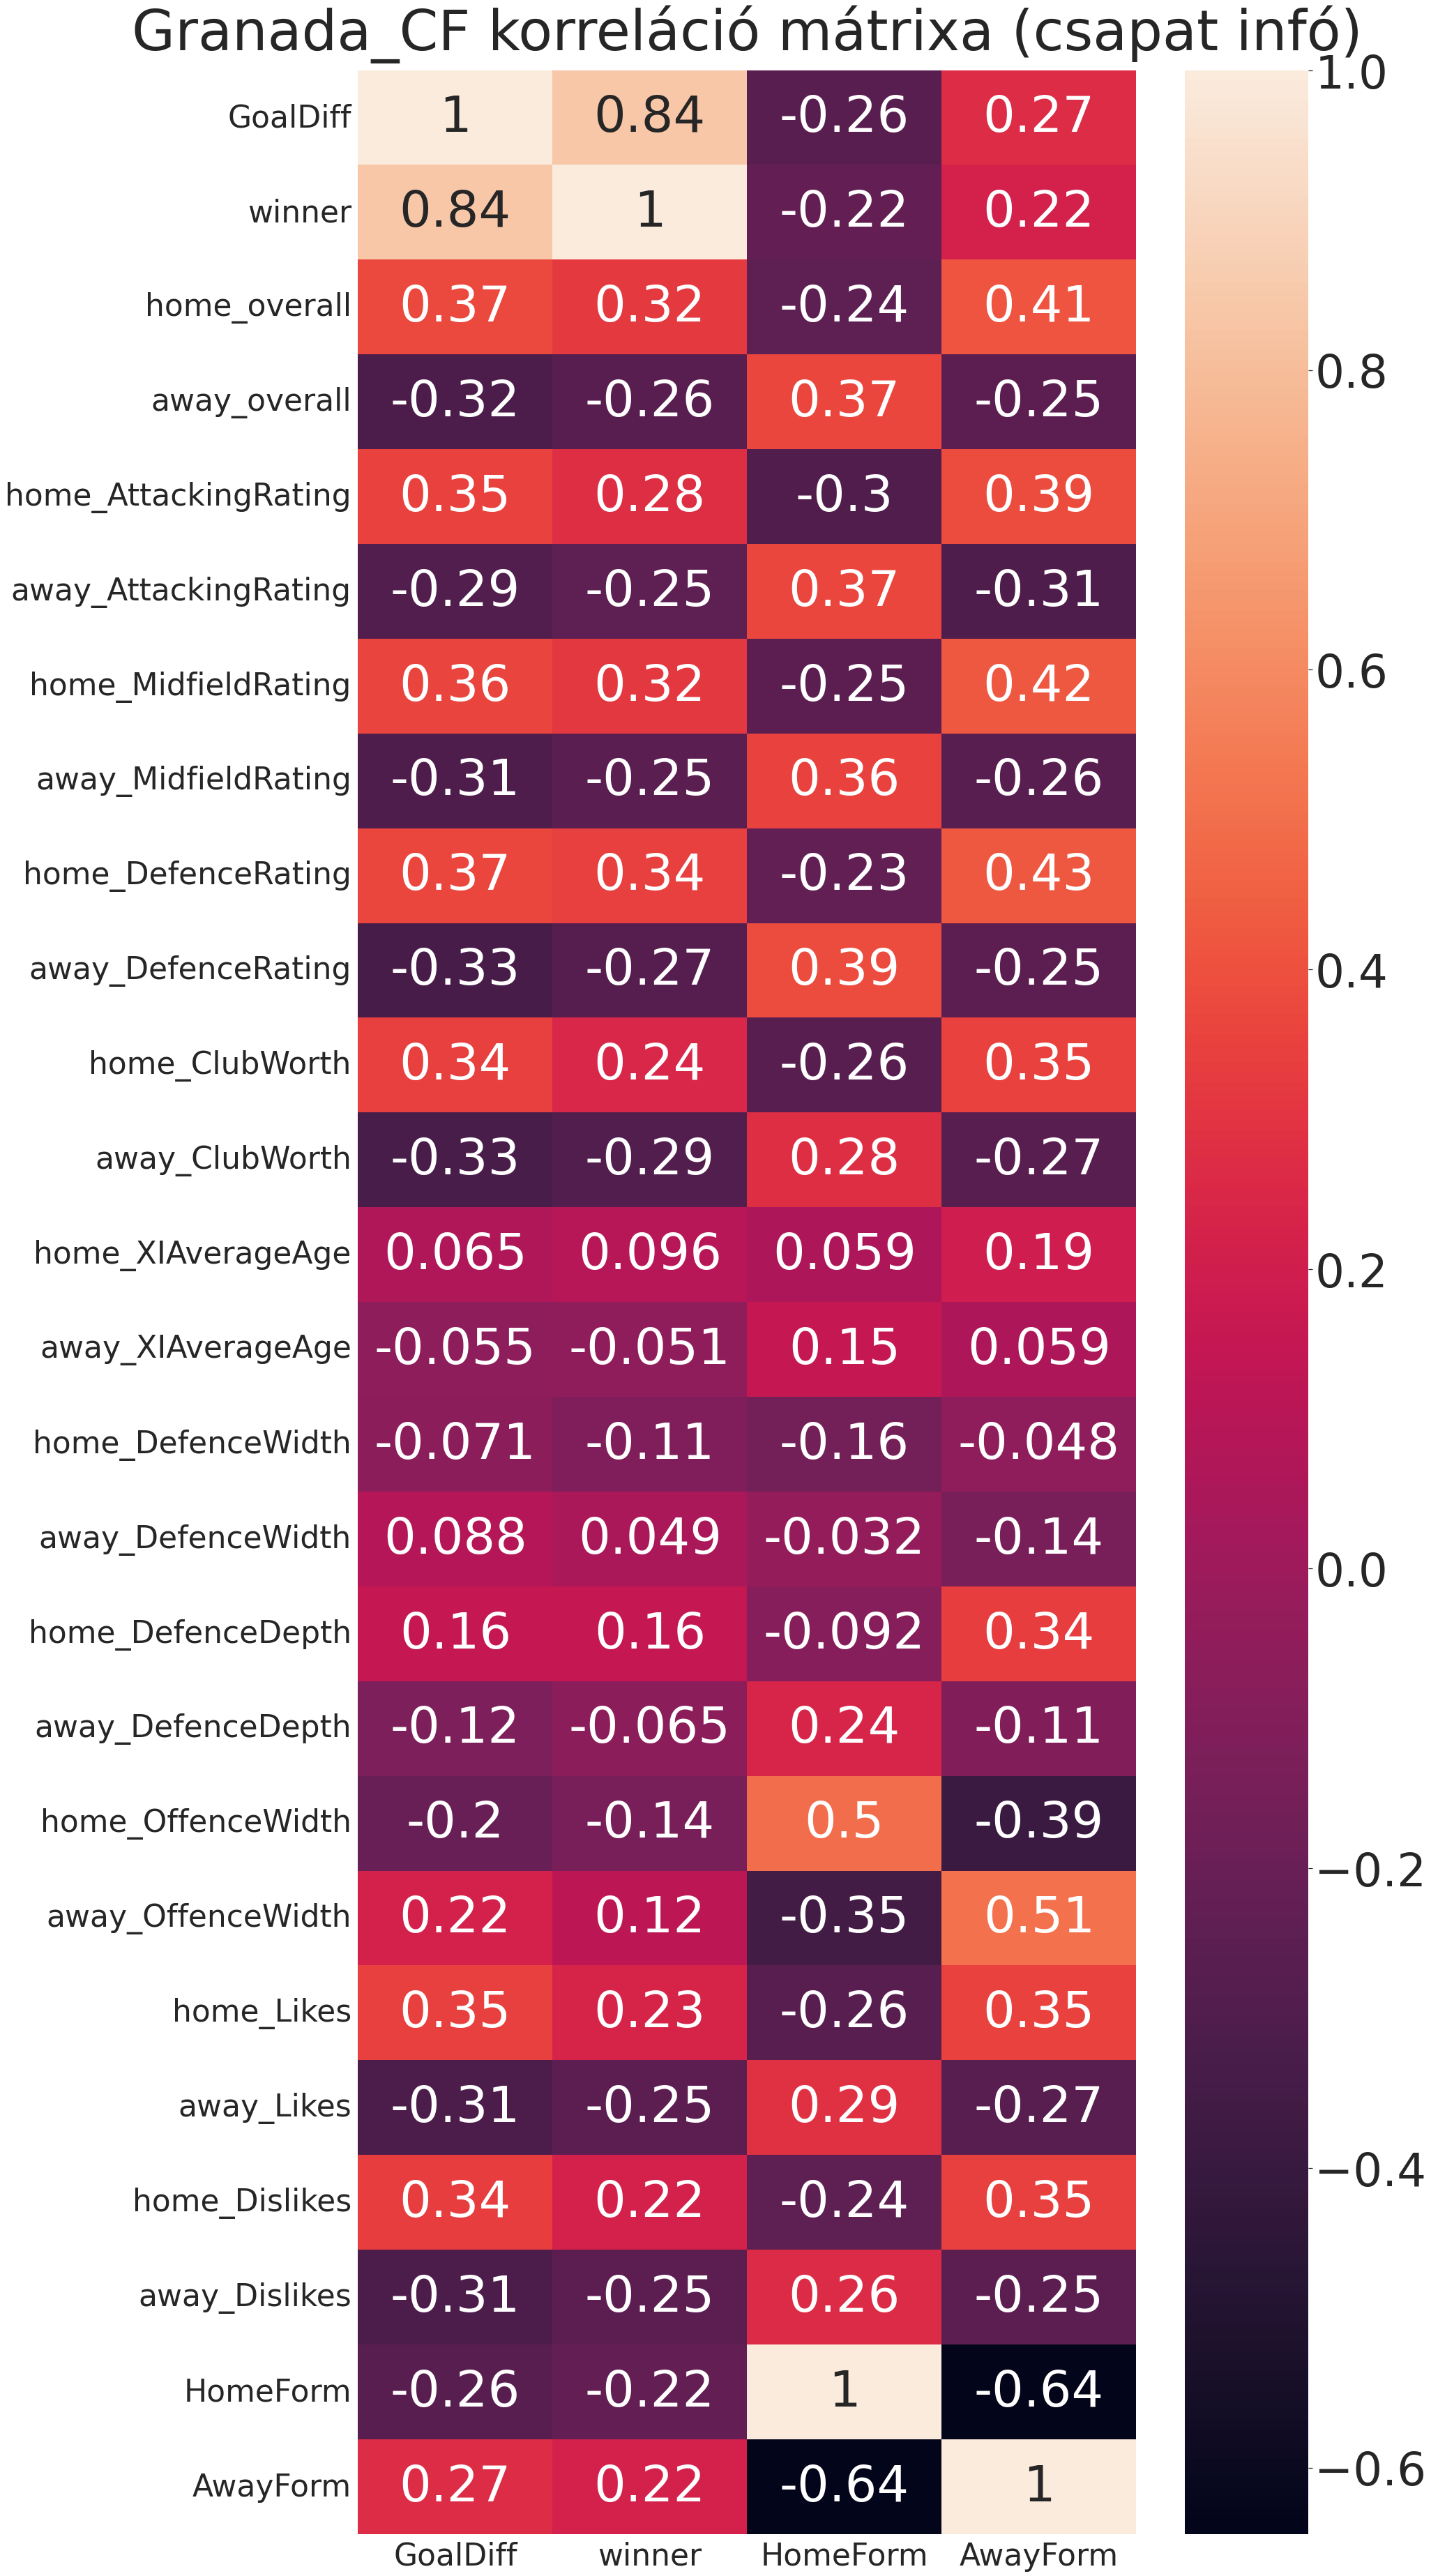 Granada_CF korreláció mátrixa (csapat infó)
GoalDiff 1 0.84 -0.26 0.27
winner 0.84 1 -0.22 0.22
home_overall 0.37 0.32 -0.24 0.41
away_overall -0.32 -0.26 0.37 -0.25
home_AttackingRating 0.35 0.28 -0.3 0.39
away_AttackingRating -0.29 -0.25 0.37 -0.31
home_MidfieldRating 0.36 0.32 -0.25 0.42
away_MidfieldRating -0.31 -0.25 0.36 -0.26
home_DefenceRating 0.37 0.34 -0.23 0.43
away_DefenceRating -0.33 -0.27 0.39 -0.25
home_ClubWorth 0.34 0.24 -0.26 0.35
away_ClubWorth -0.33 -0.29 0.28 -0.27
home_XIAverageAge 0.065 0.096 0.059 0.19
away_XIAverageAge -0.055 -0.051 0.15 0.059
home_DefenceWidth -0.071 -0.11 -0.16 -0.048
away_DefenceWidth 0.088 0.049 -0.032 -0.14
home_DefenceDepth 0.16 0.16 -0.092 0.34
away_DefenceDepth -0.12 -0.065 0.24 -0.11
home_OffenceWidth -0.2 -0.14 0.5 -0.39
away_OffenceWidth 0.22 0.12 -0.35 0.51
home_Likes 0.35 0.23 -0.26 0.35
away_Likes -0.31 -0.25 0.29 -0.27
home_Dislikes 0.34 0.22 -0.24 0.35
away_Dislikes -0.31 -0.25 0.26 -0.25
HomeForm -0.26 -0.22 1 -0.64
AwayForm 0.27 0.22 -0.64 1
GoalDiff winner HomeForm AwayForm
1.0
0.8
0.6
0.4
0.2
0.0
−0.2
−0.4
−0.6